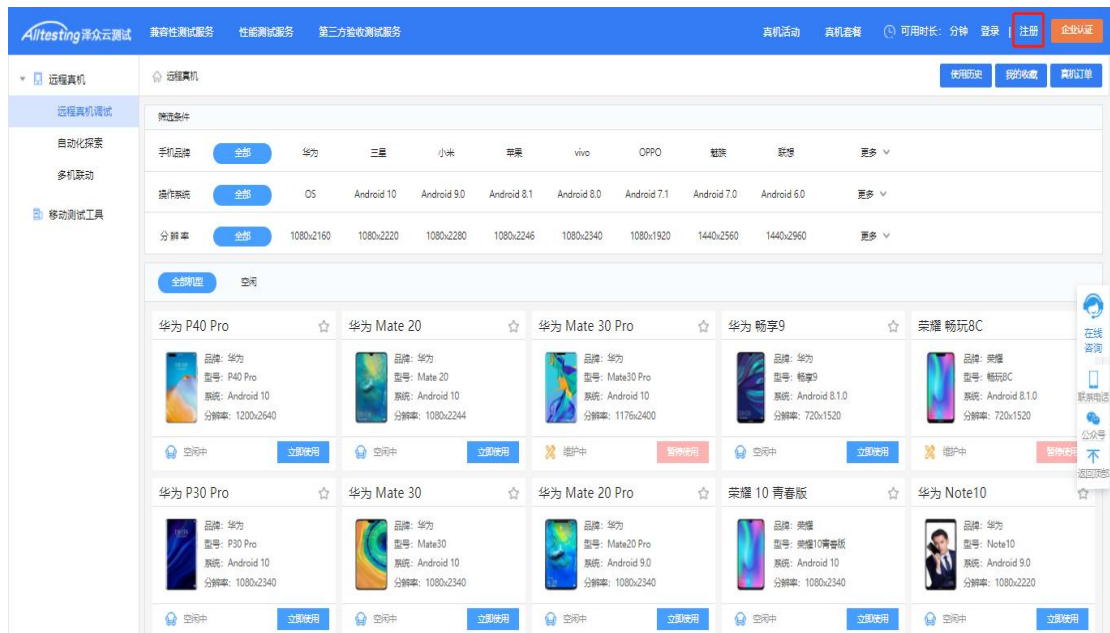 Alltesting泽众云测试 兼容性测试服务 性能测试服务 第三方验收测试服务 真机活动 真机套餐 可用时长: 分钟 登录 | 注册 企业认证
远程真机 远程真机 使用历史 我的收藏 真机订单
远程真机调试 筛选条件
自动化探索 手机品牌 全部 华为 三星 小米 苹果 vivo OPPO 魅族 联想 更多
多机联动 操作系统 全部 OS Android 10 Android 9.0 Android 8.1 Android 8.0 Android 7.1 Android 7.0 Android 6.0 更多
移动测试工具 分辨率 全部 1080x2160 1080x2220 1080x2280 1080x2246 1080x2340 1080x1920 1440x2560 1440x2960 更多
全部机型 空闲
华为 P40 Pro 华为 Mate 20 华为 Mate 30 Pro 华为 畅享9 荣耀 畅玩8C
品牌: 华为 品牌: 华为 品牌: 华为 品牌: 华为 品牌: 荣耀
型号: P40 Pro 型号: Mate 20 型号: Mate30 Pro 型号: 畅享9 型号: 畅玩8C
系统: Android 10 系统: Android 10 系统: Android 10 系统: Android 8.1.0 系统: Android 8.1.0
分辨率: 1200x2640 分辨率: 1080x2244 分辨率: 1176x2400 分辨率: 720x1520 分辨率: 720x1520
空闲中 立即使用 空闲中 立即使用 维护中 暂停使用 空闲中 立即使用 维护中 暂停使用
华为 P30 Pro 华为 Mate 30 华为 Mate 20 Pro 荣耀 10 青春版 华为 Note10
品牌: 华为 品牌: 华为 品牌: 华为 品牌: 荣耀 品牌: 华为
型号: P30 Pro 型号: Mate30 型号: Mate20 Pro 型号: 荣耀10青春版 型号: Note10
系统: Android 10 系统: Android 10 系统: Android 9.0 系统: Android 10 系统: Android 9.0
分辨率: 1080x2340 分辨率: 1080x2340 分辨率: 1080x2340 分辨率: 1080x2340 分辨率: 1080x2220
空闲中 立即使用 空闲中 立即使用 空闲中 立即使用 空闲中 立即使用 空闲中 立即使用
在线
咨询
联系电话
公众号
返回顶部